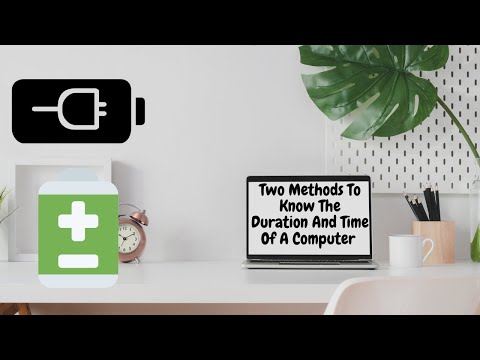 Two Methods To
Know The
Duration And Time
Of A Computer